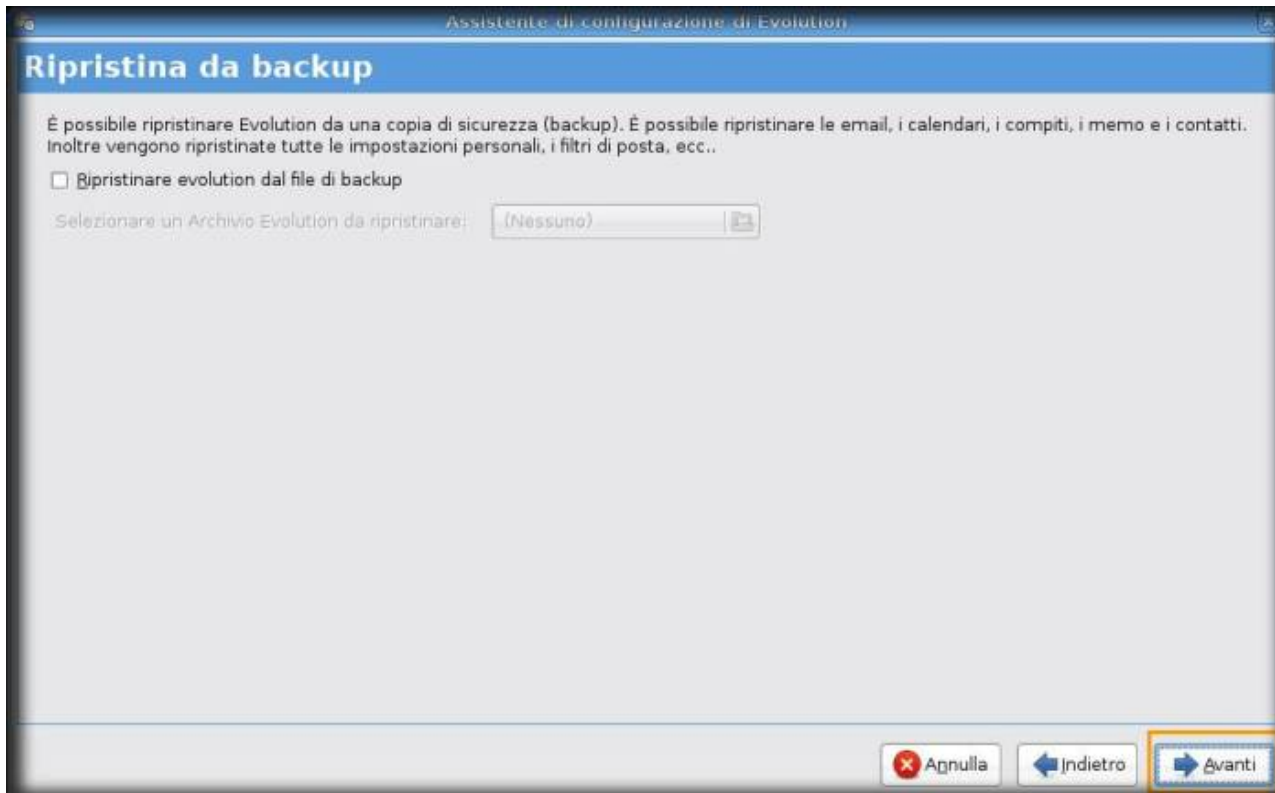 Assistente di configurazione di Evolution
Ripristina da backup
È possibile ripristinare Evolution da una copia di sicurezza (backup). È possibile ripristinare le email, i calendari, i compiti, i memo e i contatti.
Inoltre vengono ripristinate tutte le impostazioni personali, i filtri di posta, ecc..
Ripristinare evolution dal file di backup
Selezionare un Archivio Evolution da ripristinare: (Nessuno)
Annulla Indietro Avanti